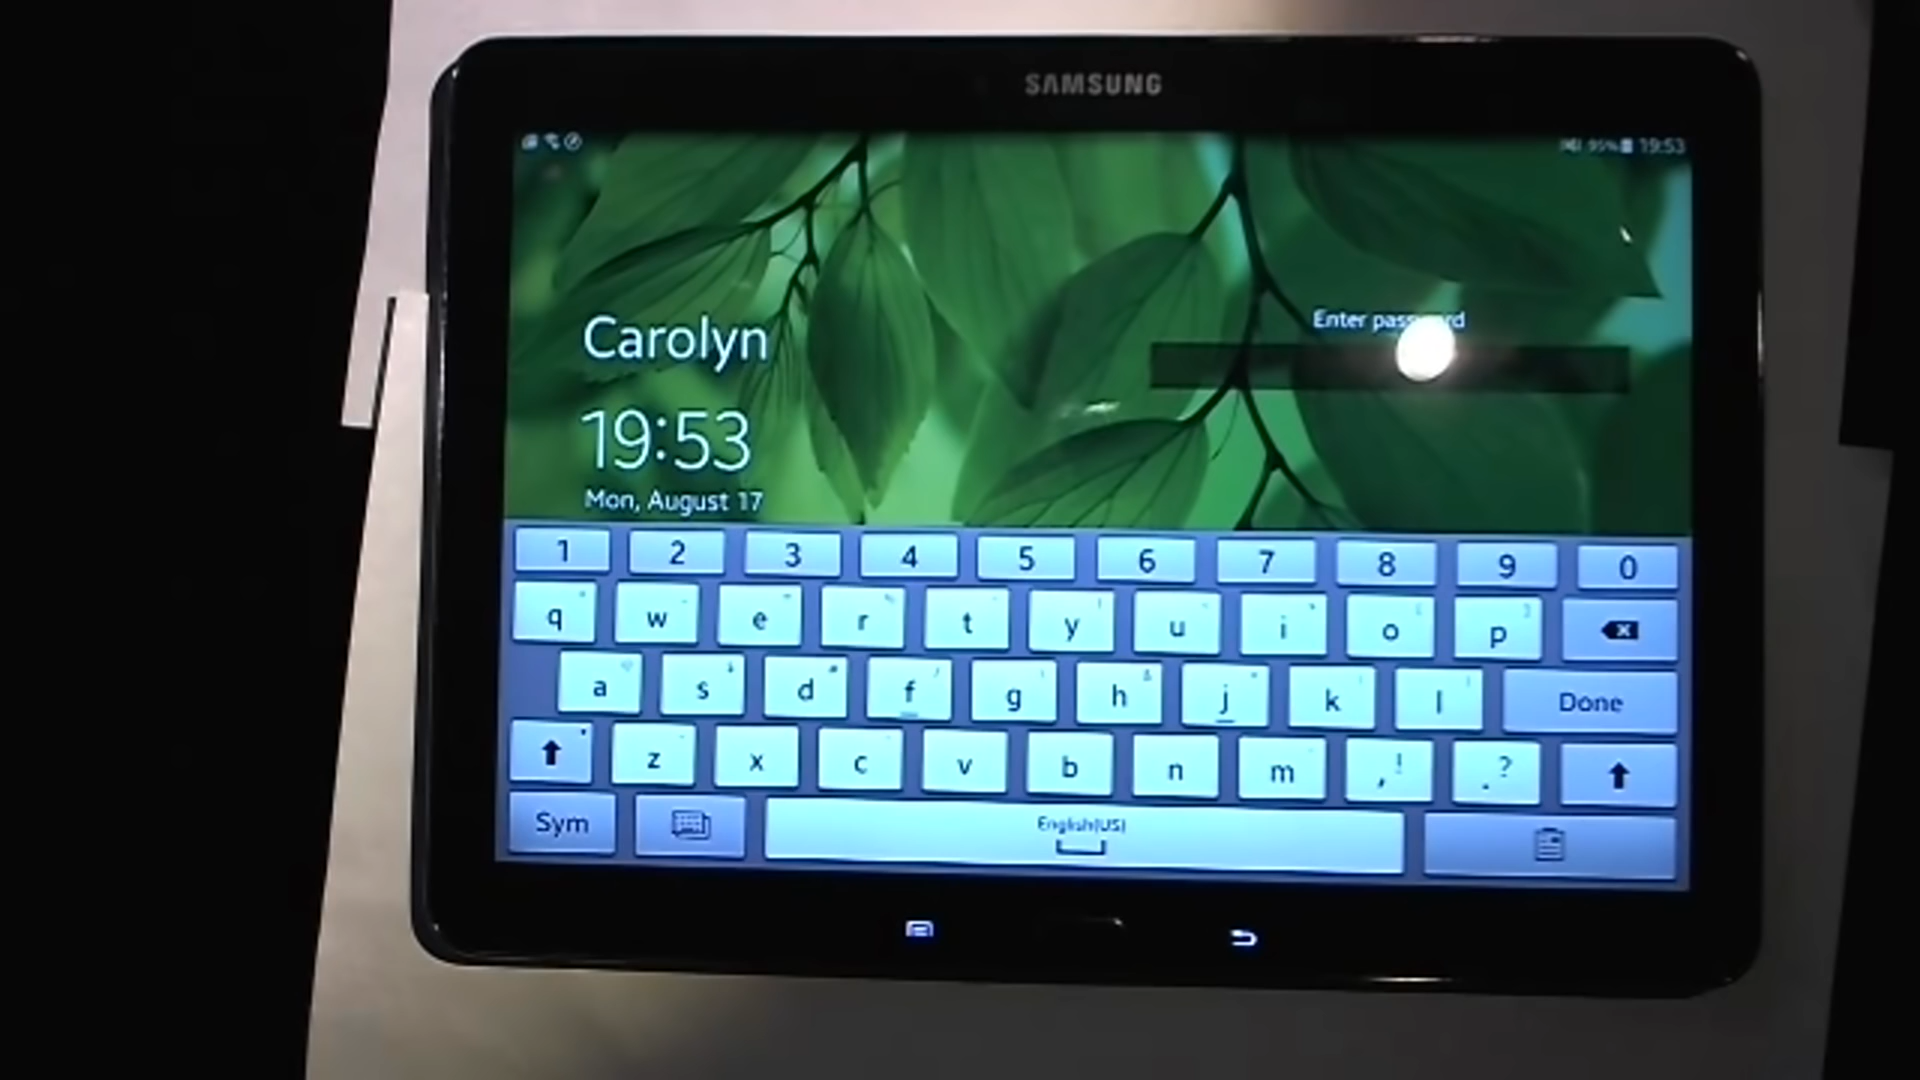 SAMSUNG
95% 19:53
Carolyn
Enter password
19:53
Mon, August 17
1 2 3 4 5 6 7 8 9 0
q w e r t y u i o p
a s d f g h j k l Done
z x c v b n m , ! . ?
Sym English(US)